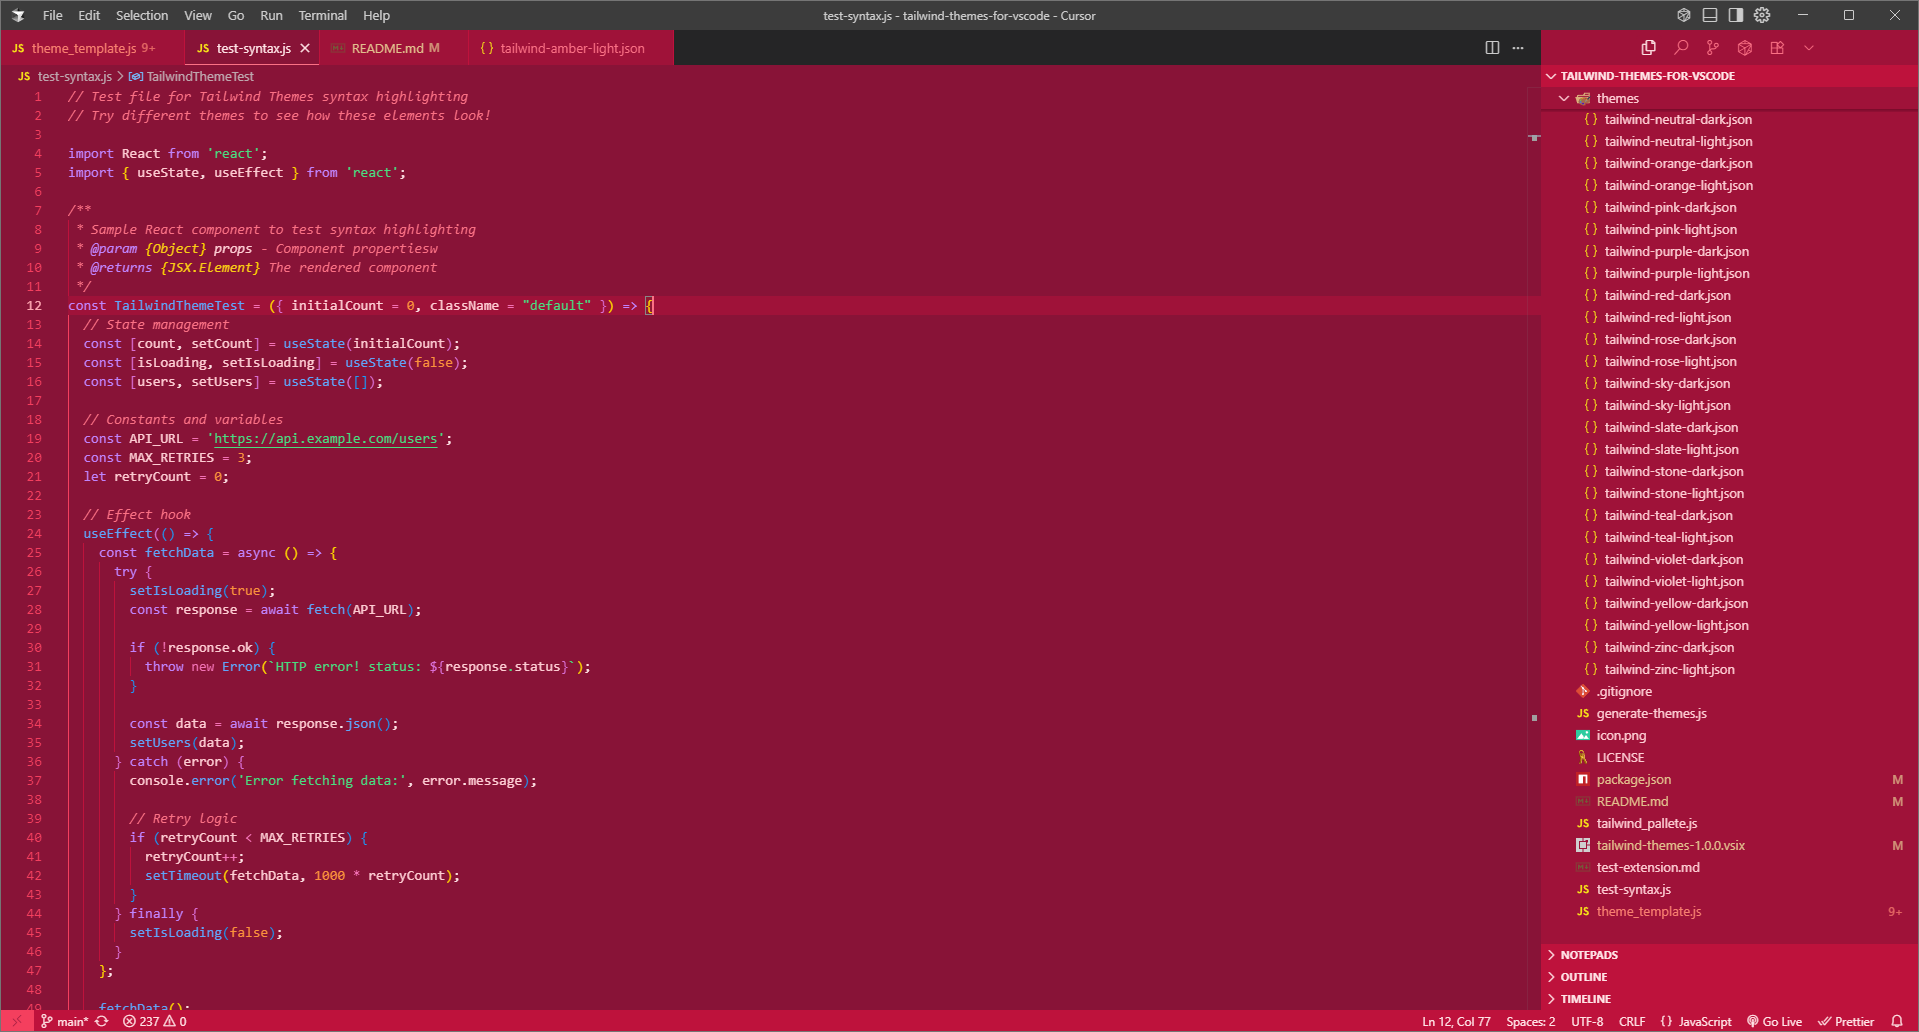 File Edit Selection View Go Run Terminal Help
test-syntax.js - tailwind-themes-for-vscode - Cursor
JS theme_template.js 9+
JS test-syntax.js
README.md M
{} tailwind-amber-light.json
JS test-syntax.js > TailwindThemeTest
1 // Test file for Tailwind Themes syntax highlighting
2 // Try different themes to see how these elements look!
3
4 import React from 'react';
5 import { useState, useEffect } from 'react';
6
7 /**
8 * Sample React component to test syntax highlighting
9 * @param {Object} props - Component propertiesw
10 * @returns {JSX.Element} The rendered component
11 */
12 const TailwindThemeTest = ({ initialCount = 0, className = "default" }) => {
13 // State management
14 const [count, setCount] = useState(initialCount);
15 const [isLoading, setIsLoading] = useState(false);
16 const [users, setUsers] = useState([]);
17
18 // Constants and variables
19 const API_URL = 'https://api.example.com/users';
20 const MAX_RETRIES = 3;
21 let retryCount = 0;
22
23 // Effect hook
24 useEffect(() => {
25 const fetchData = async () => {
26 try {
27 setIsLoading(true);
28 const response = await fetch(API_URL);
29
30 if (!response.ok) {
31 throw new Error(`HTTP error! status: ${response.status}`);
32 }
33
34 const data = await response.json();
35 setUsers(data);
36 } catch (error) {
37 console.error('Error fetching data:', error.message);
38
39 // Retry logic
40 if (retryCount < MAX_RETRIES) {
41 retryCount++;
42 setTimeout(fetchData, 1000 * retryCount);
43 }
44 } finally {
45 setIsLoading(false);
46 }
47 };
48
49 fetchData();
TAILWIND-THEMES-FOR-VSCODE
themes
{} tailwind-neutral-dark.json
{} tailwind-neutral-light.json
{} tailwind-orange-dark.json
{} tailwind-orange-light.json
{} tailwind-pink-dark.json
{} tailwind-pink-light.json
{} tailwind-purple-dark.json
{} tailwind-purple-light.json
{} tailwind-red-dark.json
{} tailwind-red-light.json
{} tailwind-rose-dark.json
{} tailwind-rose-light.json
{} tailwind-sky-dark.json
{} tailwind-sky-light.json
{} tailwind-slate-dark.json
{} tailwind-slate-light.json
{} tailwind-stone-dark.json
{} tailwind-stone-light.json
{} tailwind-teal-dark.json
{} tailwind-teal-light.json
{} tailwind-violet-dark.json
{} tailwind-violet-light.json
{} tailwind-yellow-dark.json
{} tailwind-yellow-light.json
{} tailwind-zinc-dark.json
{} tailwind-zinc-light.json
.gitignore
JS generate-themes.js
icon.png
LICENSE
package.json M
README.md M
JS tailwind_pallete.js
tailwind-themes-1.0.0.vsix M
test-extension.md
JS test-syntax.js
JS theme_template.js 9+
NOTEPADS
OUTLINE
TIMELINE
main* 237 0
Ln 12, Col 77 Spaces: 2 UTF-8 CRLF {} JavaScript Go Live Prettier